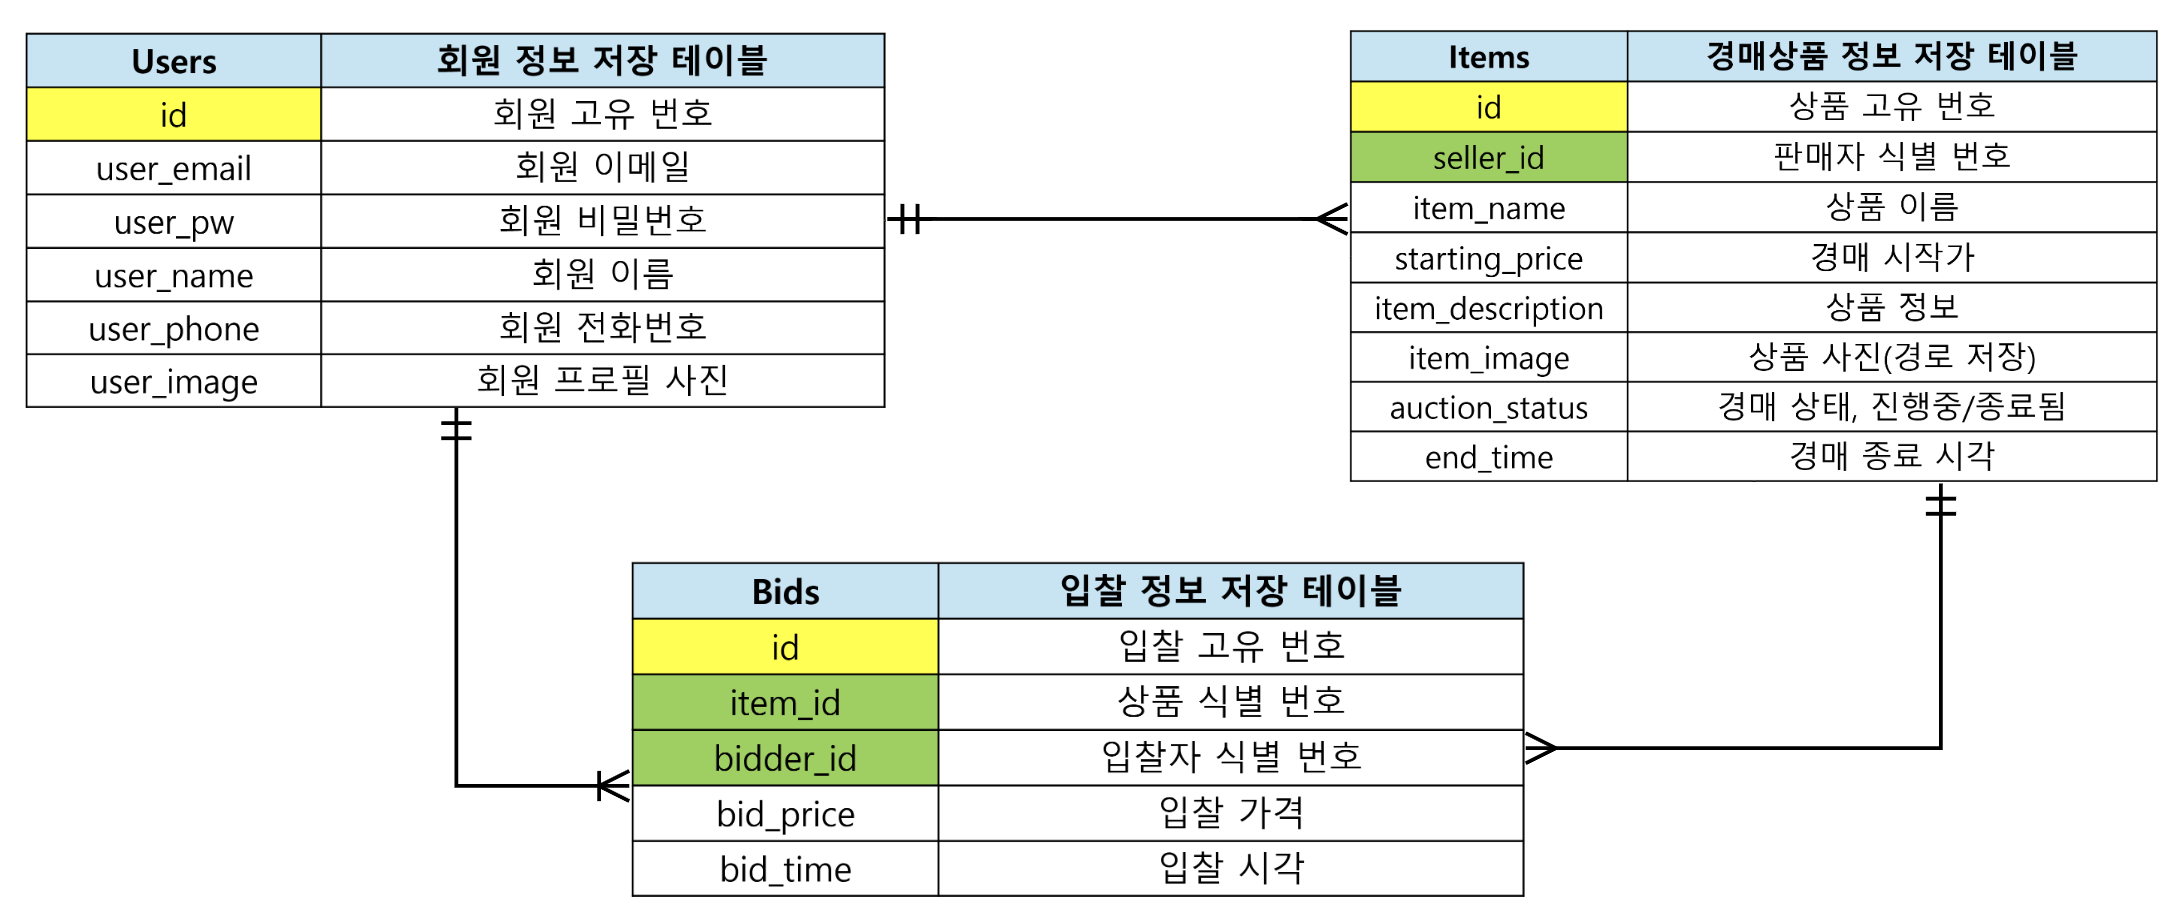 Users 회원 정보 저장 테이블
id 회원 고유 번호
user_email 회원 이메일
user_pw 회원 비밀번호
user_name 회원 이름
user_phone 회원 전화번호
user_image 회원 프로필 사진
Items 경매상품 정보 저장 테이블
id 상품 고유 번호
seller_id 판매자 식별 번호
item_name 상품 이름
starting_price 경매 시작가
item_description 상품 정보
item_image 상품 사진(경로 저장)
auction_status 경매 상태, 진행중/종료됨
end_time 경매 종료 시각
Bids 입찰 정보 저장 테이블
id 입찰 고유 번호
item_id 상품 식별 번호
bidder_id 입찰자 식별 번호
bid_price 입찰 가격
bid_time 입찰 시각